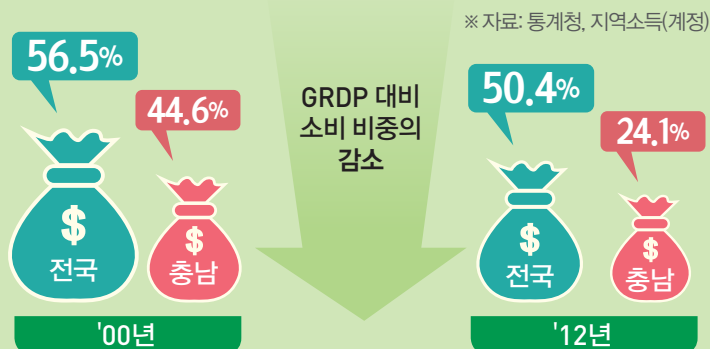 ※ 자료: 통계청, 지역소득(계정)
56.5%
44.6%
$
전국
$
충남
'00년
GRDP 대비
소비 비중의
감소
50.4%
24.1%
$
전국
$
충남
'12년